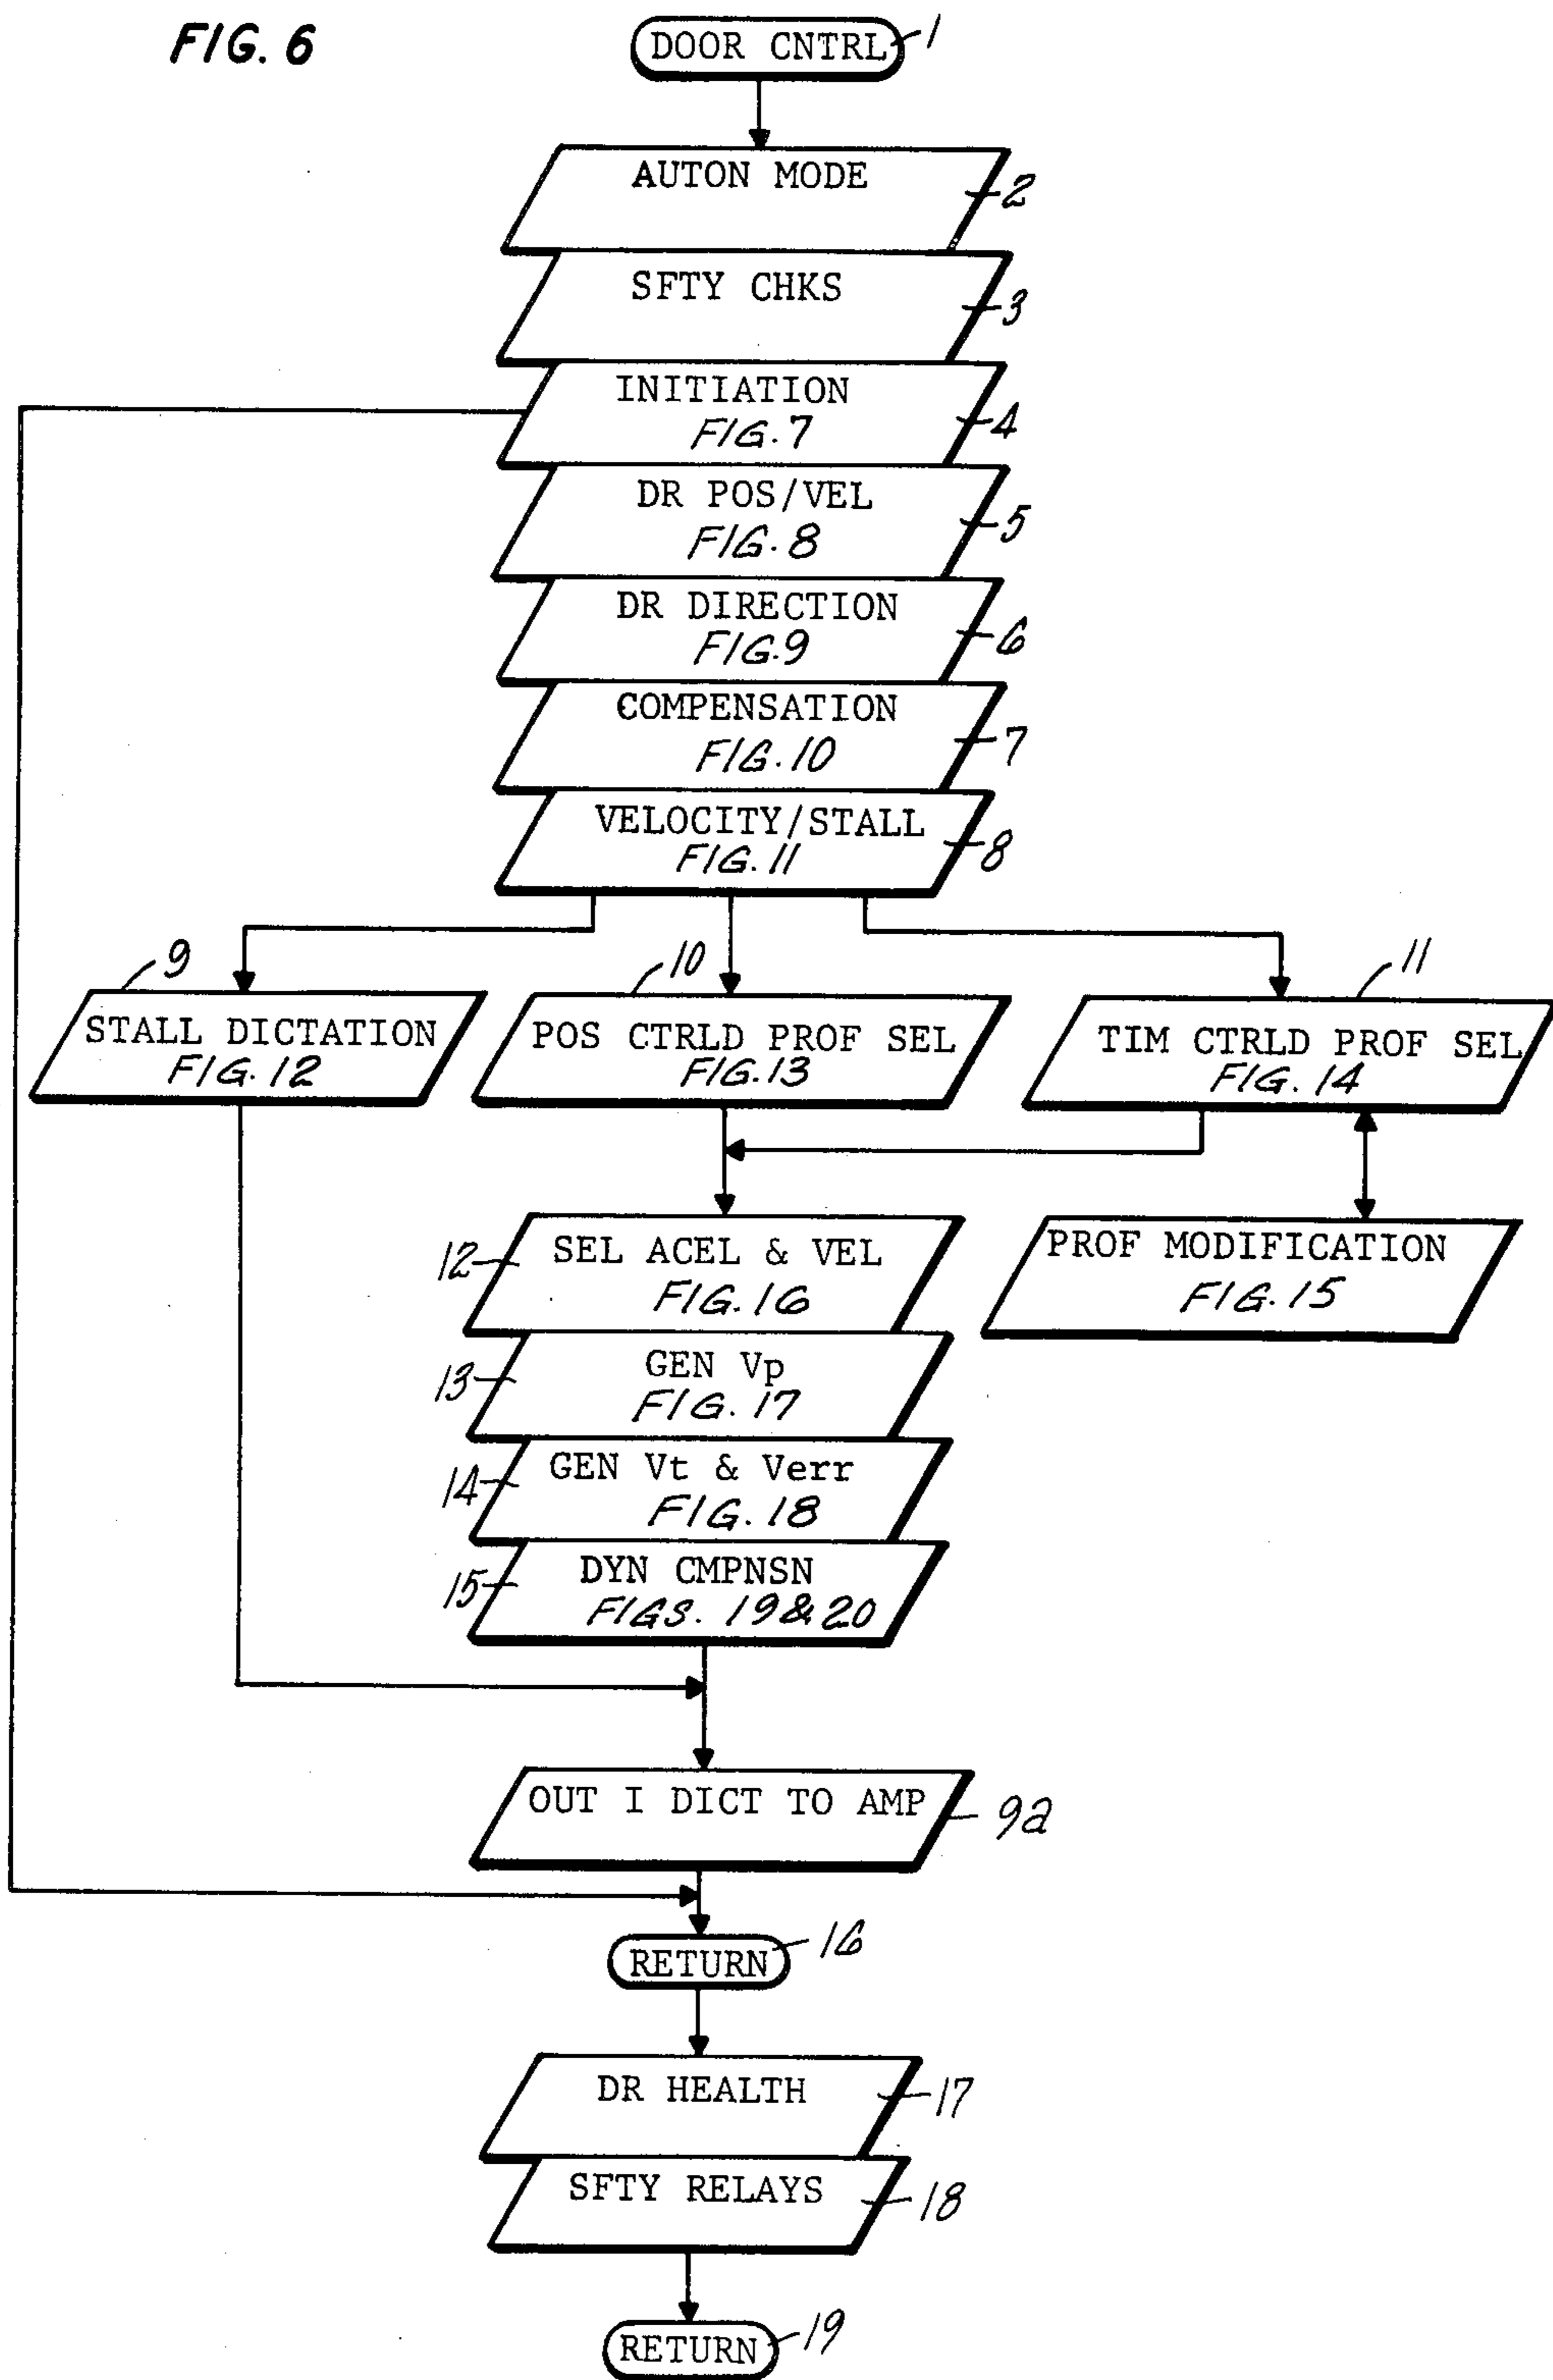 FIG. 6
DOOR CNTRL
1
AUTON MODE
2
SFTY CHKS
3
INITIATION
FIG. 7
4
DR POS/VEL
FIG. 8
5
DR DIRECTION
FIG. 9
6
COMPENSATION
FIG. 10
7
VELOCITY/STALL
FIG. 11
8
9
STALL DICTATION
FIG. 12
10
POS CTRLD PROF SEL
FIG. 13
11
TIM CTRLD PROF SEL
FIG. 14
12
SEL ACEL & VEL
FIG. 16
PROF MODIFICATION
FIG. 15
13
GEN Vp
FIG. 17
14
GEN Vt & Verr
FIG. 18
15
DYN CMPNSN
FIGS. 19 & 20
OUT I DICT TO AMP
9a
RETURN
16
DR HEALTH
17
SFTY RELAYS
18
RETURN
19